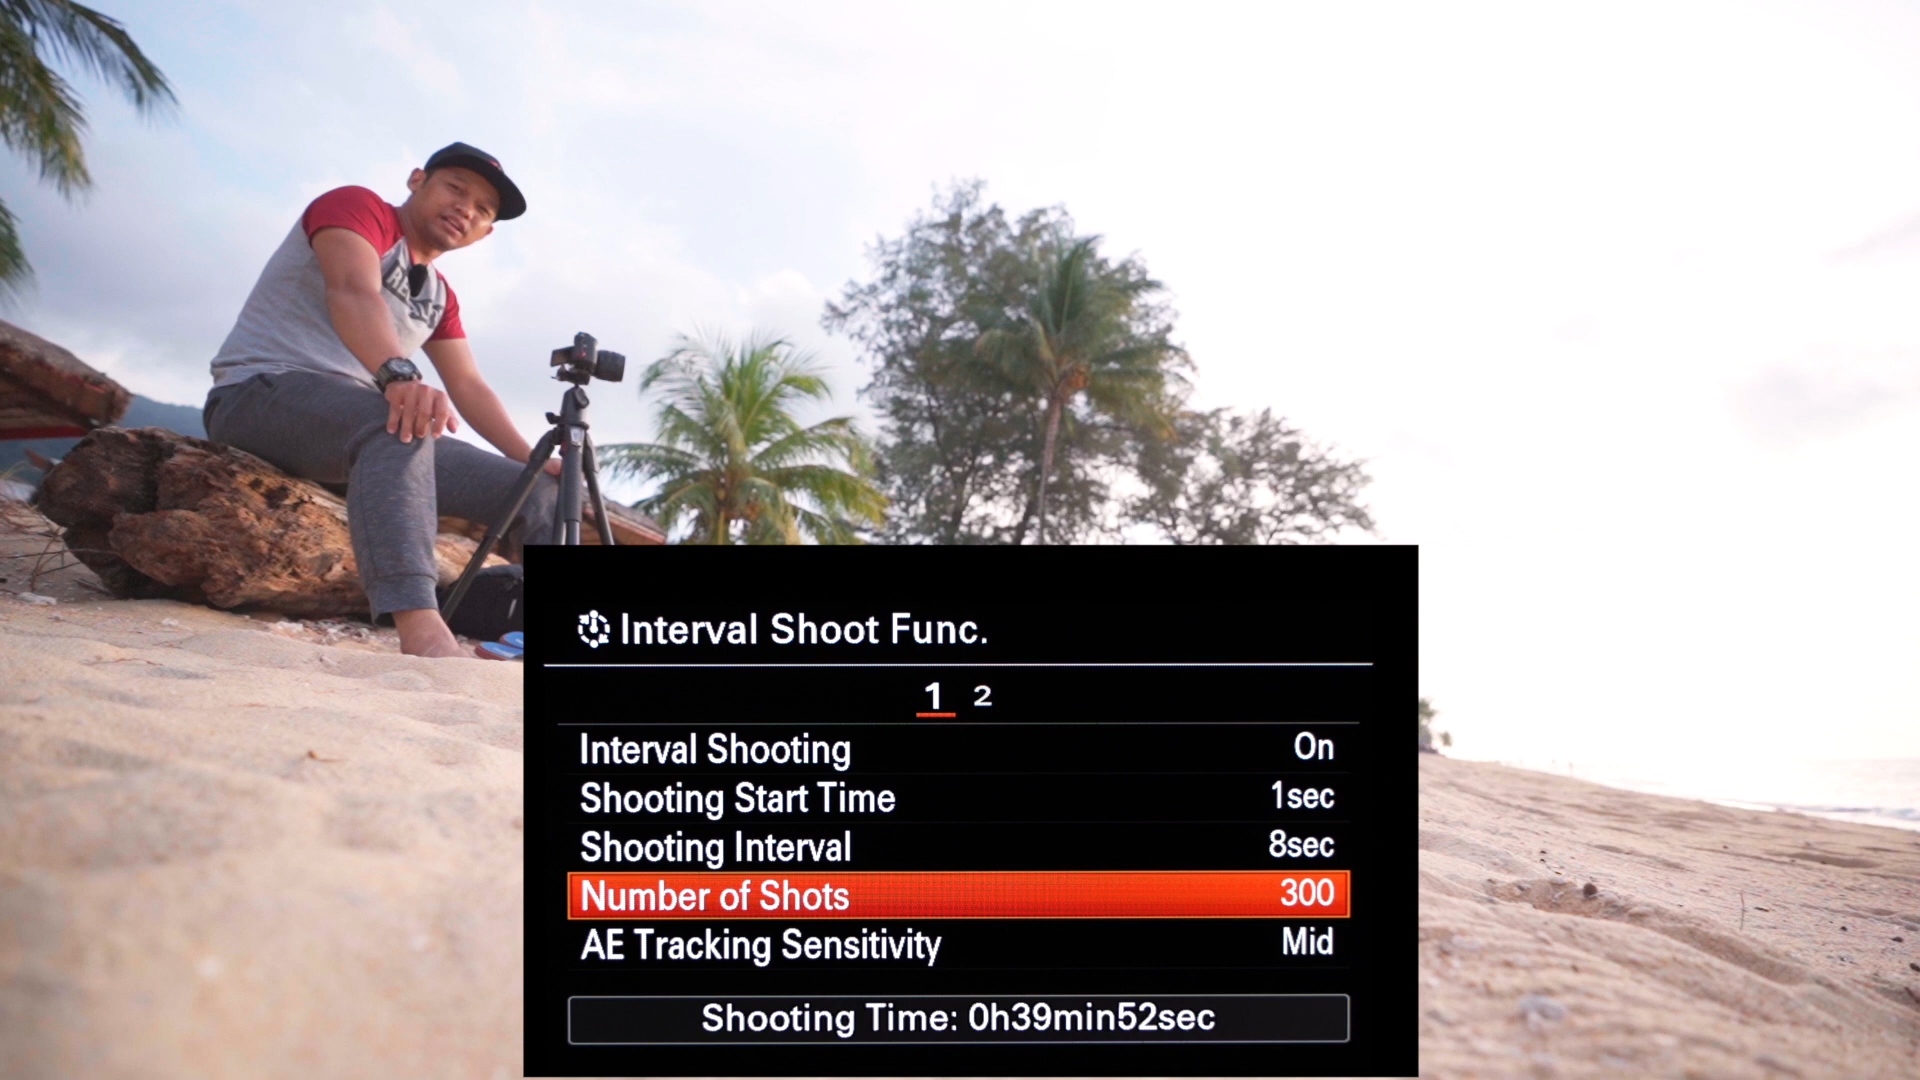 Interval Shoot Func.
1 2
Interval Shooting On
Shooting Start Time 1sec
Shooting Interval 8sec
Number of Shots 300
AE Tracking Sensitivity Mid
Shooting Time: 0h39min52sec